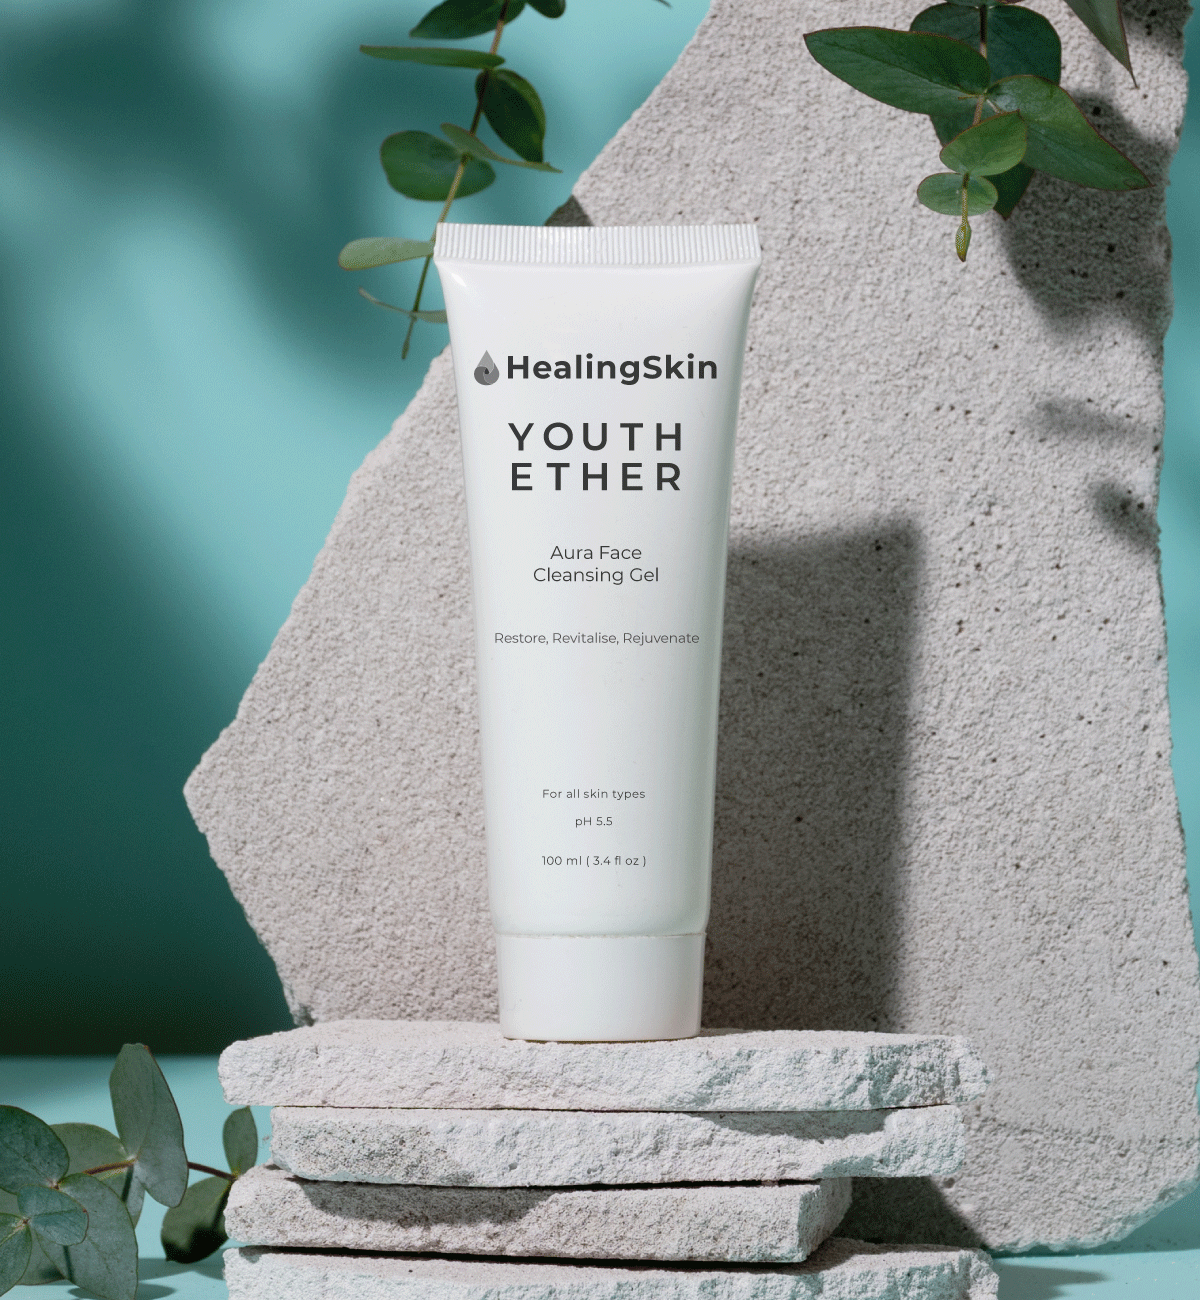 HealingSkin
YOUTH
ETHER
Aura Face
Cleansing Gel
Restore, Revitalise, Rejuvenate
For all skin types
pH 5.5
100 ml ( 3.4 fl oz )